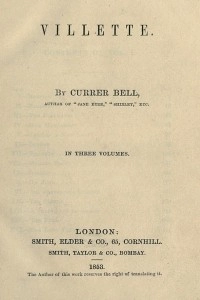 VILLETTE.
BY CURRER BELL,
AUTHOR OF "JANE EYRE," "SHIRLEY," ETC.
IN THREE VOLUMES.
LONDON:
SMITH, ELDER & CO., 65, CORNHILL.
SMITH, TAYLOR & CO., BOMBAY.
1853.
The Author of this work reserves the right of translating it.